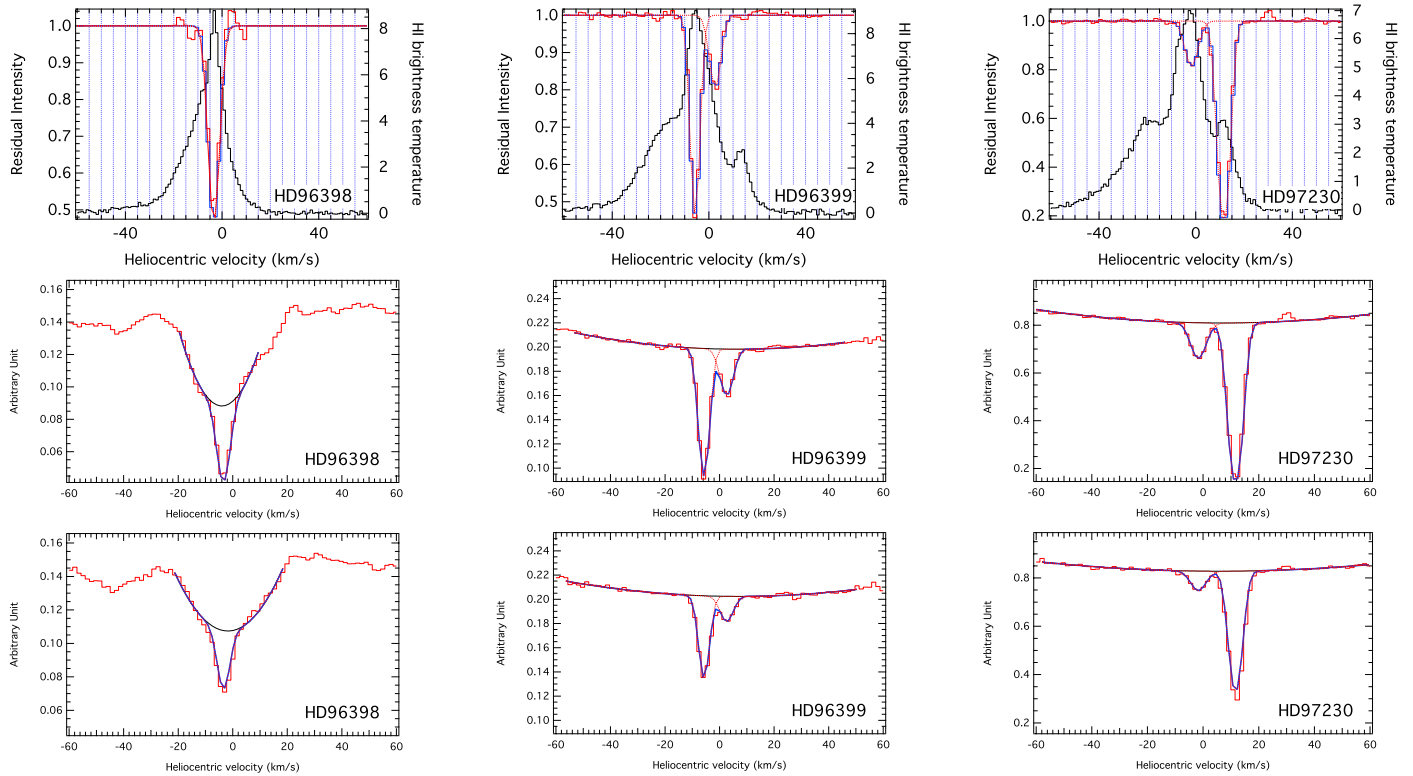 1.0
0.9
0.8
0.7
0.6
0.5
Residual Intensity
8
6
4
2
0
HI brightness temperature
HD96398
-40 0 40
Heliocentric velocity (km/s)
1.0
0.9
0.8
0.7
0.6
0.5
Residual Intensity
8
6
4
2
0
HI brightness temperature
HD96399
-40 0 40
Heliocentric velocity (km/s)
1.0
0.8
0.6
0.4
0.2
Residual Intensity
7
6
5
4
3
2
1
0
HI brightness temperature
HD97230
-40 0 40
Heliocentric velocity (km/s)
0.16
0.14
0.12
0.10
0.08
0.06
Arbitrary Unit
HD96398
-60 -40 -20 0 20 40 60
Heliocentric velocity (km/s)
0.24
0.22
0.20
0.18
0.16
0.14
0.12
0.10
Arbitrary Unit
HD96399
-60 -40 -20 0 20 40 60
Heliocentric velocity (km/s)
0.8
0.6
0.4
0.2
Arbitrary Unit
HD97230
-60 -40 -20 0 20 40 60
Heliocentric velocity (km/s)
0.16
0.14
0.12
0.10
0.08
0.06
Arbitrary Unit
HD96398
-60 -40 -20 0 20 40 60
Heliocentric velocity (km/s)
0.24
0.22
0.20
0.18
0.16
0.14
0.12
0.10
Arbitrary Unit
HD96399
-60 -40 -20 0 20 40 60
Heliocentric velocity (km/s)
0.8
0.6
0.4
0.2
Arbitrary Unit
HD97230
-60 -40 -20 0 20 40 60
Heliocentric velocity (km/s)